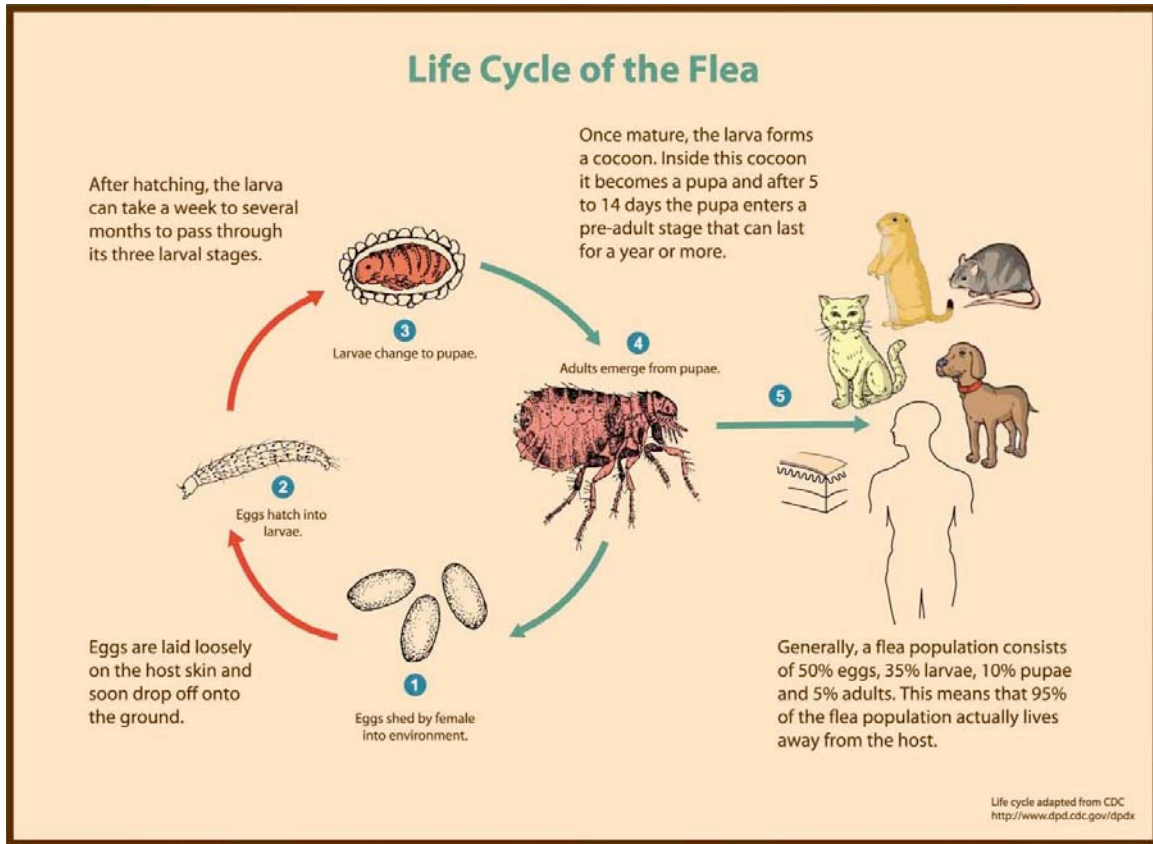 Life Cycle of the Flea
After hatching, the larva
can take a week to several
months to pass through
its three larval stages.
Once mature, the larva forms
a cocoon. Inside this cocoon
it becomes a pupa and after 5
to 14 days the pupa enters a
pre-adult stage that can last
for a year or more.
3
Larvae change to pupae.
4
Adults emerge from pupae.
5
2
Eggs hatch into
larvae.
Eggs are laid loosely
on the host skin and
soon drop off onto
the ground.
1
Eggs shed by female
into environment.
Generally, a flea population consists
of 50% eggs, 35% larvae, 10% pupae
and 5% adults. This means that 95%
of the flea population actually lives
away from the host.
Life cycle adapted from CDC
http://www.dpd.cdc.gov/dpdx